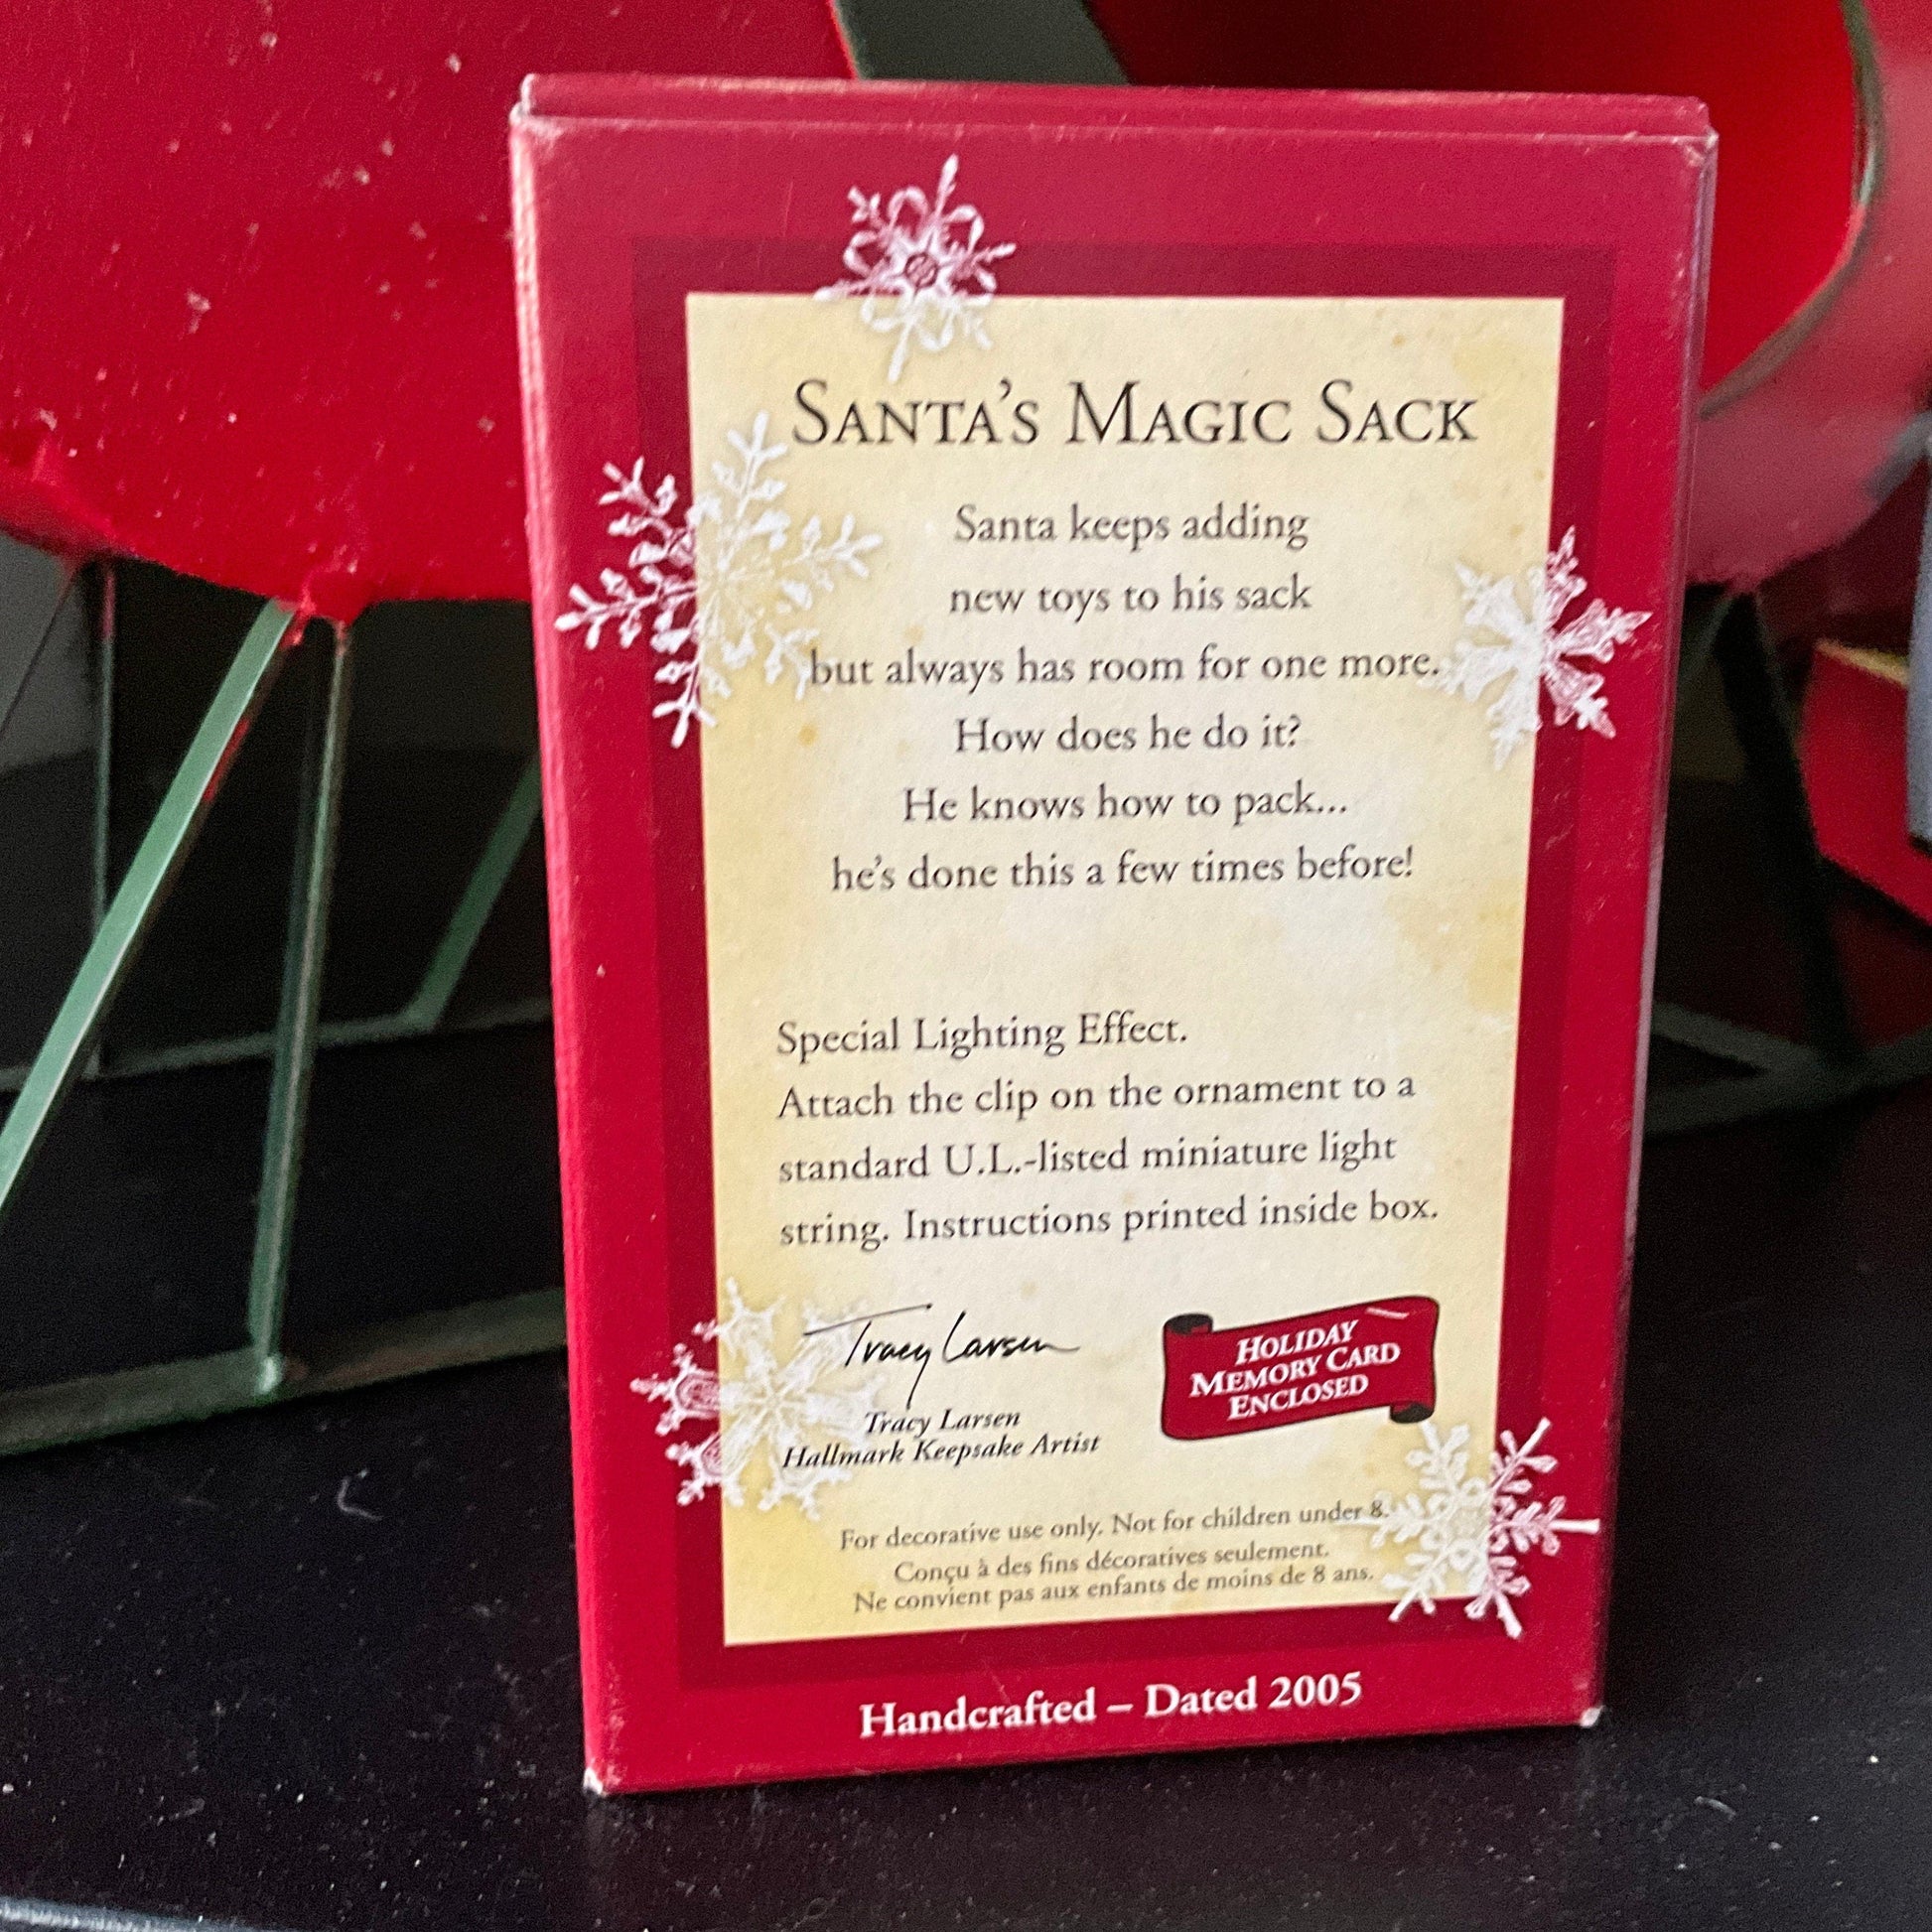 SANTA'S MAGIC SACK
Santa keeps adding
new toys to his sack
but always has room for one more.
How does he do it?
He knows how to pack...
he's done this a few times before!
Special Lighting Effect.
Attach the clip on the ornament to a
standard U.L.-listed miniature light
string. Instructions printed inside box.
Tracy Larsen
Tracy Larsen
Hallmark Keepsake Artist
HOLIDAY
MEMORY CARD
ENCLOSED
For decorative use only. Not for children under 8.
Conçu à des fins décoratives seulement.
Ne convient pas aux enfants de moins de 8 ans.
Handcrafted – Dated 2005